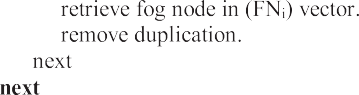 retrieve fog node in (FNi) vector.
remove duplication.
next
next